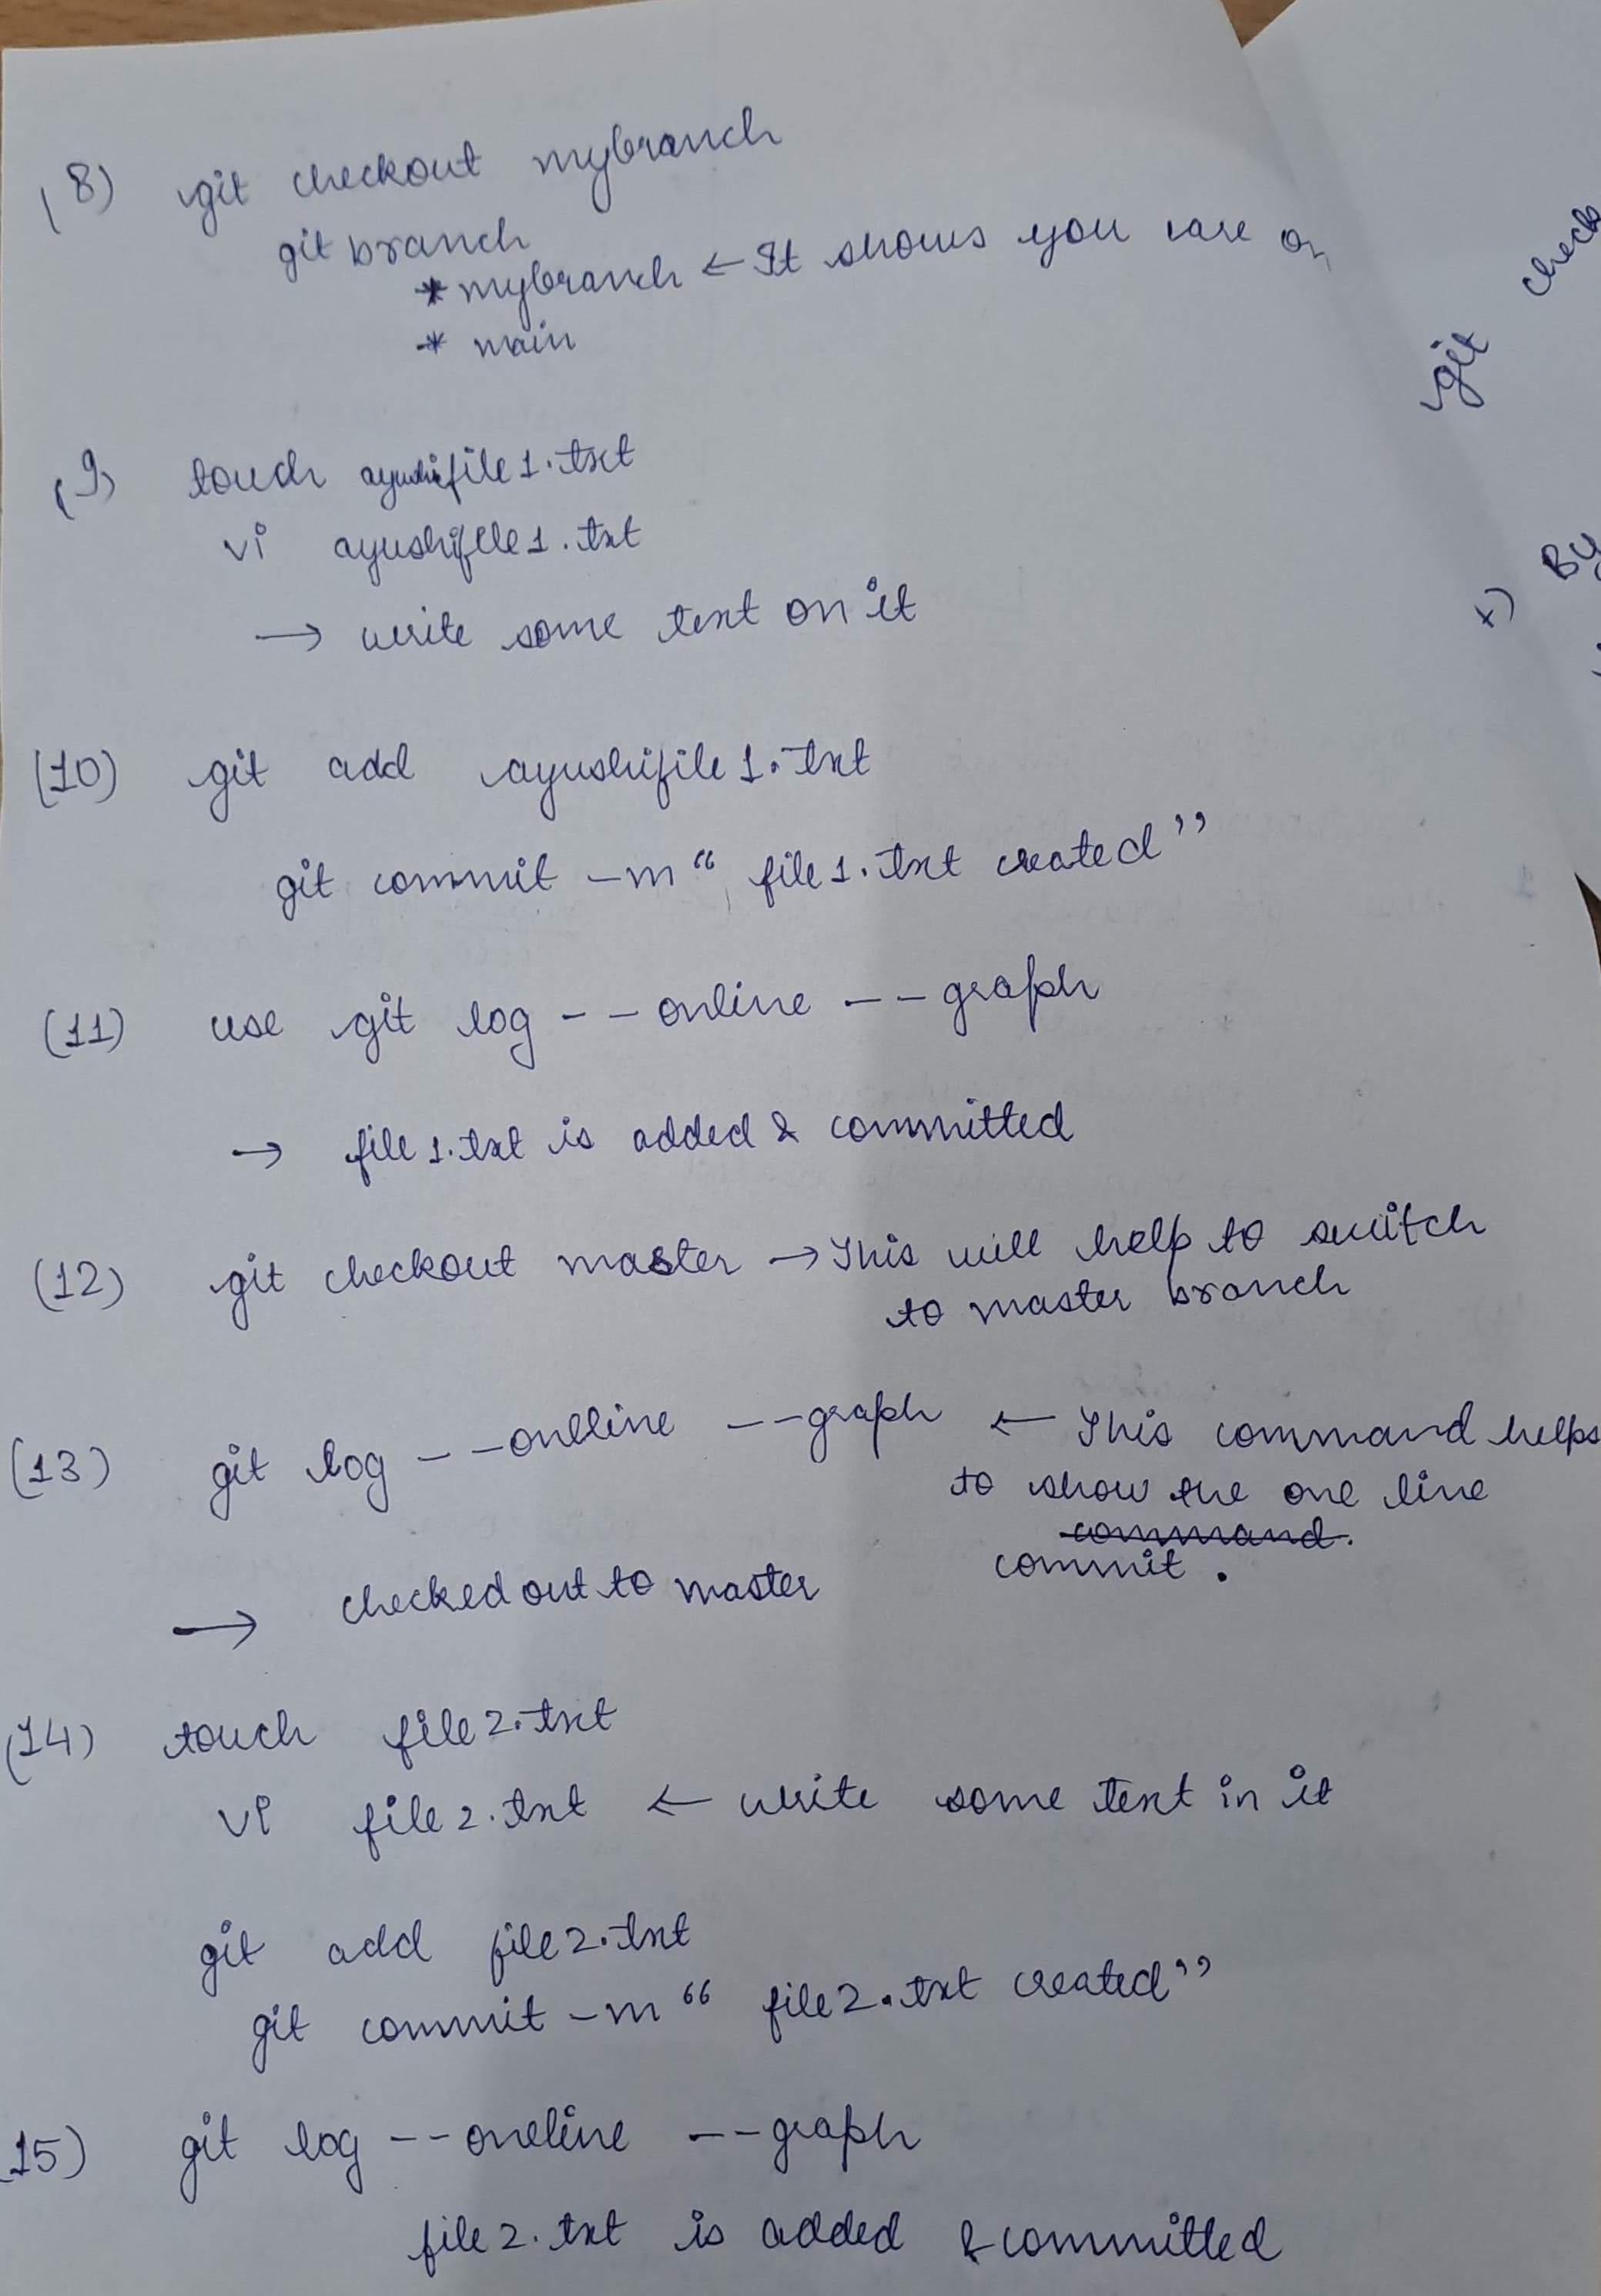 (8) git checkout mybranch
git branch
* mybranch ← It shows you are on
* main
(9) touch ayushifile1.txt
vi ayushifile1.txt
→ write some text on it
(10) git add ayushifile1.txt
git commit -m " file1.txt created"
(11) use git log --online --graph
→ file1.txt is added & committed
(12) git checkout master → This will help to switch
to master branch
(13) git log --onlline --graph ← This command helps
to show the one line
command.
commit.
→ checked out to master
(14) touch file2.txt
vi file2.txt ← write some text in it
git add file2.txt
git commit -m " file2.txt created"
15) git log --oneline --graph
file2.txt is added & committed
git check
By